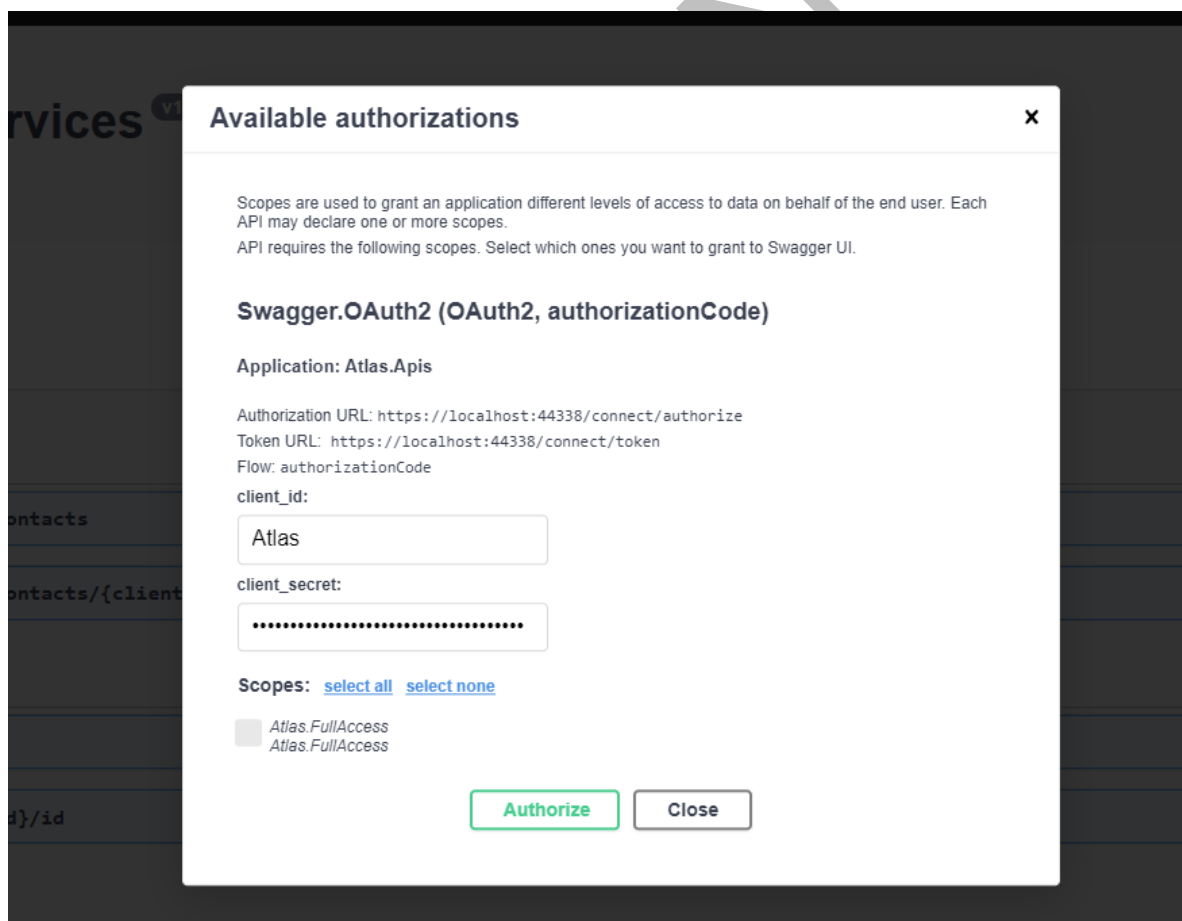 rvices v1
Available authorizations x
Scopes are used to grant an application different levels of access to data on behalf of the end user. Each
API may declare one or more scopes.
API requires the following scopes. Select which ones you want to grant to Swagger UI.
Swagger.OAuth2 (OAuth2, authorizationCode)
Application: Atlas.Apis
Authorization URL: https://localhost:44338/connect/authorize
Token URL: https://localhost:44338/connect/token
Flow: authorizationCode
client_id:
ontacts
Atlas
client_secret:
ontacts/{client
••••••••••••••••••••••••••••••••••••
Scopes: select all select none
Atlas.FullAccess
Atlas.FullAccess
d}/id
Authorize Close